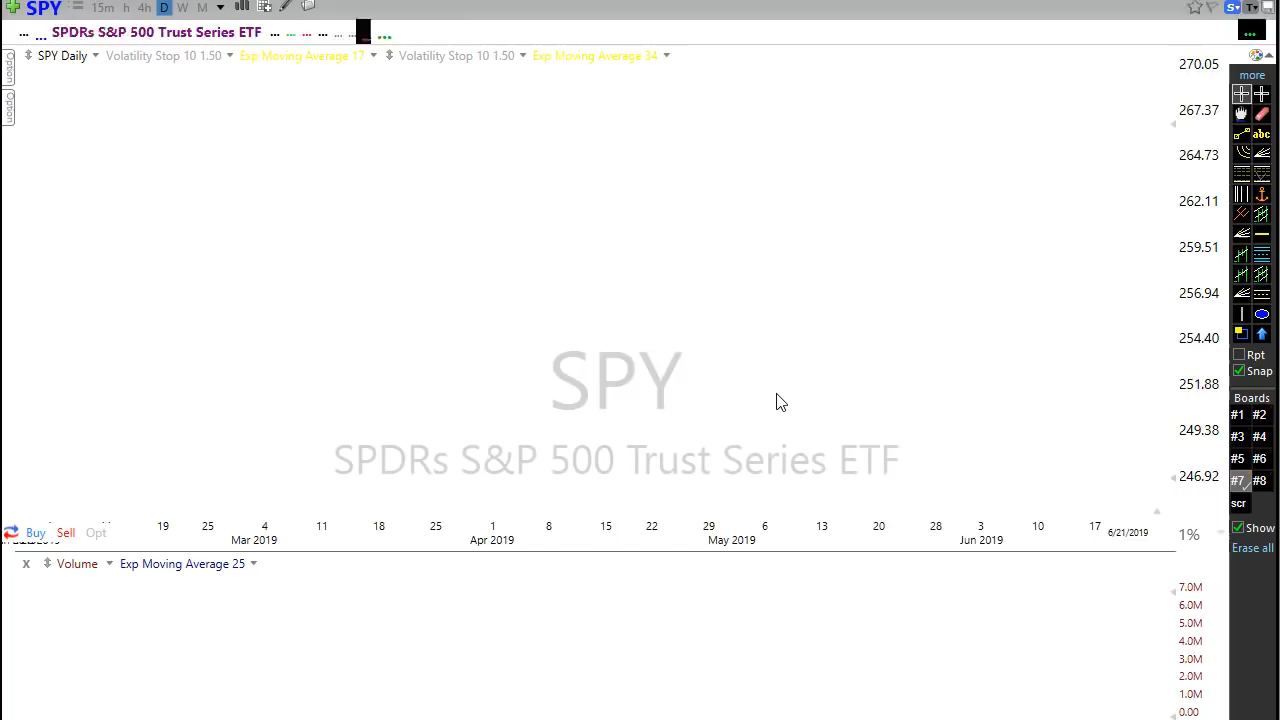 SPY 15m h 4h D W M S T
... ... SPDRs S&P 500 Trust Series ETF ... ... ... ... ... ... ... ...
SPY Daily Volatility Stop 10 1.50 Exp Moving Average 17 Volatility Stop 10 1.50 Exp Moving Average 34
Option
Option
270.05
267.37
264.73
262.11
259.51
256.94
254.40
251.88
249.38
246.92
1%
SPY
SPDRs S&P 500 Trust Series ETF
Buy Sell Opt
19 25 4 11 18 25 1 8 15 22 29 6 13 20 28 3 10 17 6/21/2019
Mar 2019 Apr 2019 May 2019 Jun 2019
x Volume Exp Moving Average 25
7.0M
6.0M
5.0M
4.0M
3.0M
2.0M
1.0M
0.00
more
abc
Rpt
Snap
Boards
#1 #2
#3 #4
#5 #6
#7 #8
scr
Show
Erase all